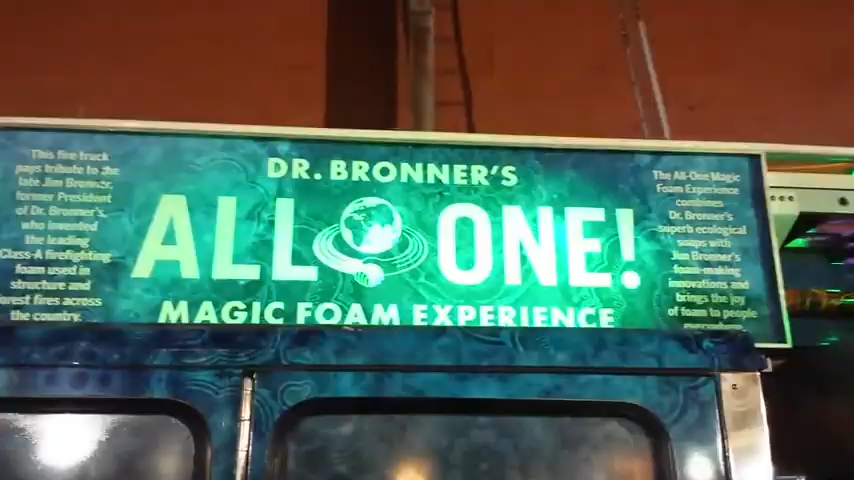 This fire truck
pays tribute to the
late Jim Bronner,
former President
of Dr. Bronner's,
who invented
the leading
Class-A firefighting
foam used in
structure and
forest fires across
the country.
DR. BRONNER'S
ALL ONE!
MAGIC FOAM EXPERIENCE
The All-One Magic
Foam Experience
combines
Dr. Bronner's
superb ecological
soaps with
Jim Bronner's
foam-making
innovations and
brings the joy
of foam to people
everywhere.